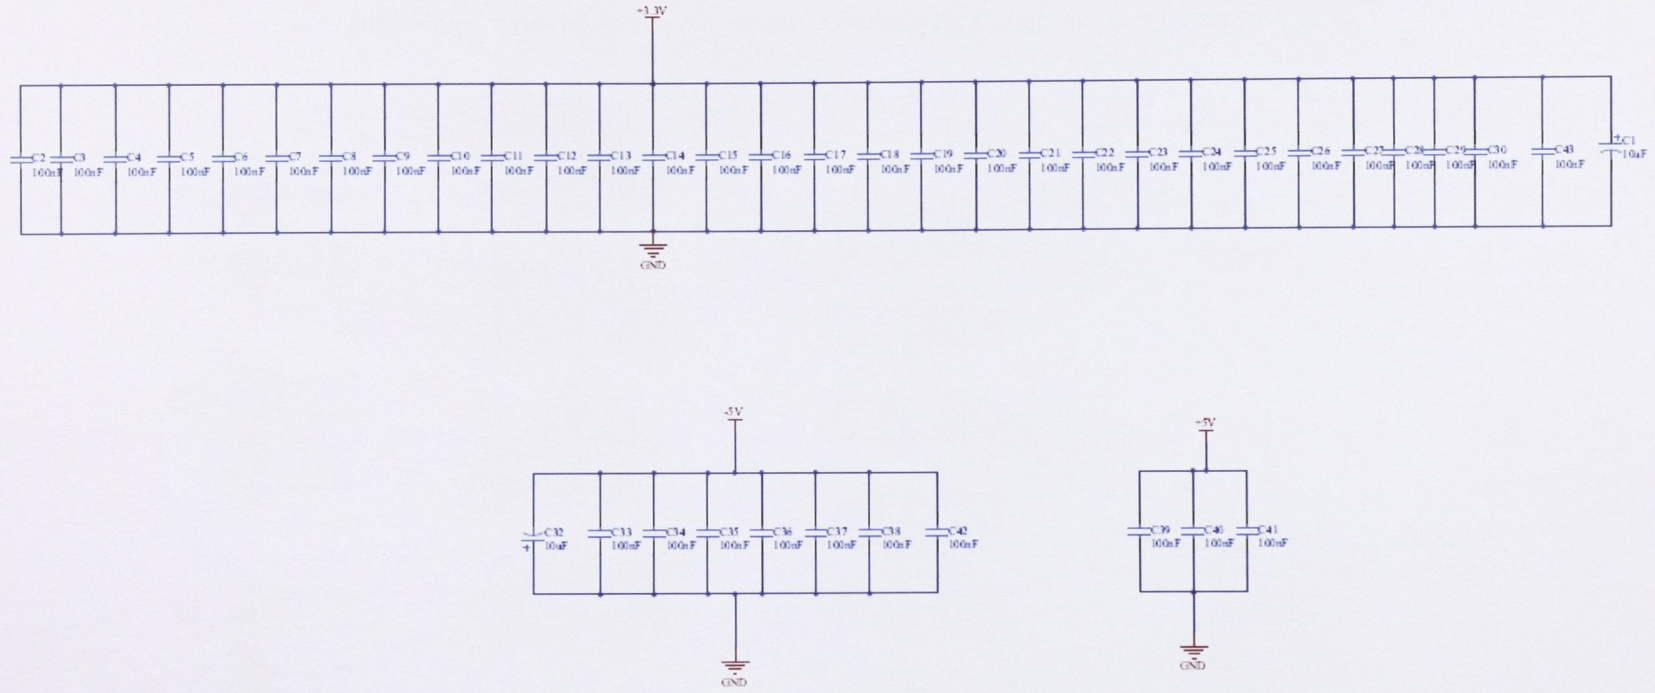 +3.3V
C2 C3 C4 C5 C6 C7 C8 C9 C10 C11 C12 C13 C14 C15 C16 C17 C18 C19 C20 C21 C22 C23 C24 C25 C26 C27 C28 C29 C30 C43 C1
100nF 100nF 100nF 100nF 100nF 100nF 100nF 100nF 100nF 100nF 100nF 100nF 100nF 100nF 100nF 100nF 100nF 100nF 100nF 100nF 100nF 100nF 100nF 100nF 100nF 100nF 100nF 100nF 100nF 100nF 10uF
GND
-5V
C32 C33 C34 C35 C36 C37 C38 C42
10uF 100nF 100nF 100nF 100nF 100nF 100nF 100nF
GND
+5V
C39 C40 C41
100nF 100nF 100nF
GND